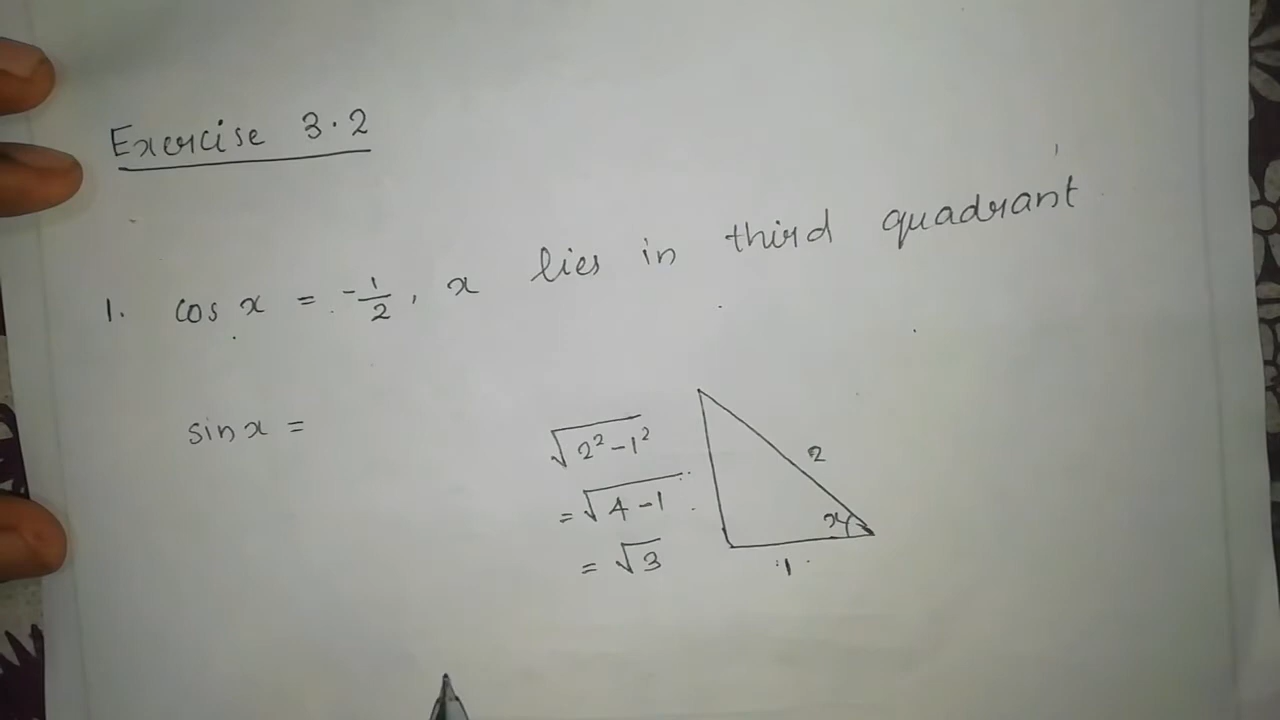 Exercise 3.2
1. cos x = -1/2, x lies in third quadrant
sin x =
√(2² - 1²)
= √(4 - 1)
= √3
2
x
1